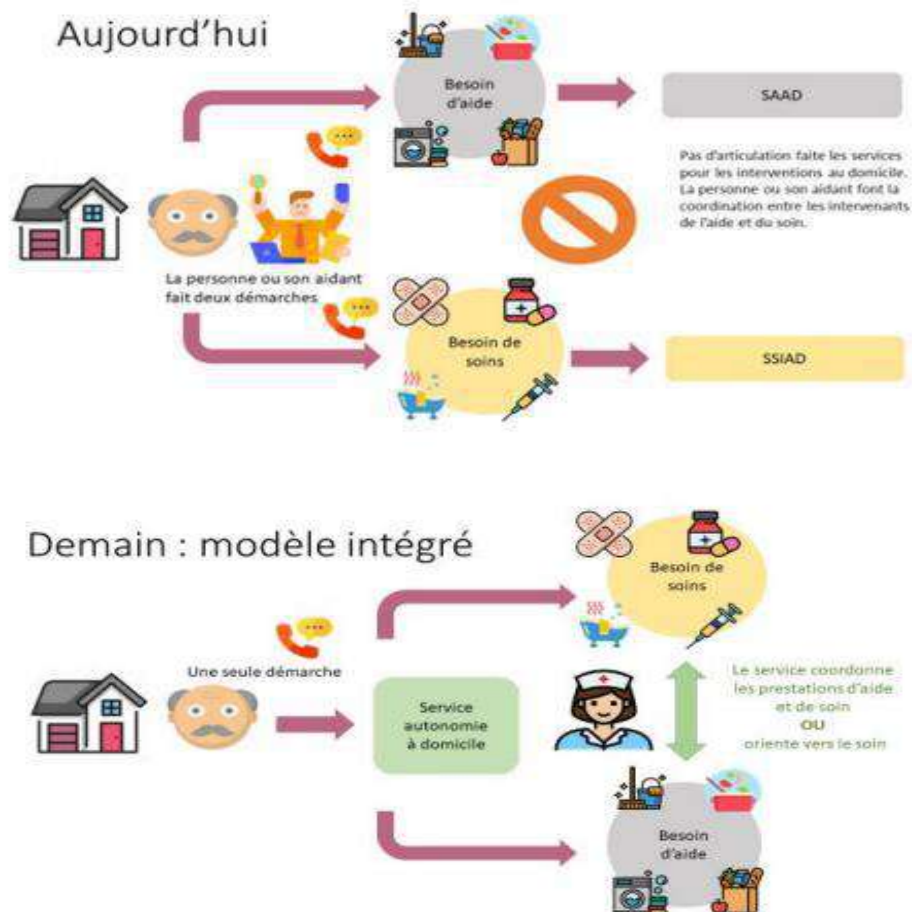 Aujourd'hui
Besoin
d'aide
SAAD
Pas d'articulation faite les services
pour les interventions au domicile.
La personne ou son aidant font la
coordination entre les intervenants
de l'aide et du soin.
La personne ou son aidant
fait deux démarches
Besoin de
soins
SSIAD
Demain : modèle intégré
Besoin de
soins
Une seule démarche
Service
autonomie
à domicile
Le service coordonne
les prestations d'aide
et de soin
OU
oriente vers le soin
Besoin
d'aide